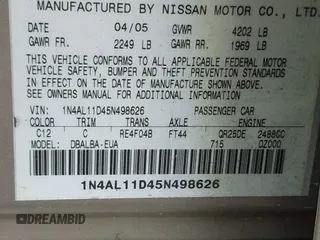 MANUFACTURED BY NISSAN MOTOR CO., LTD.
DATE 04/05 GVWR 4202 LB
GAWR FR. 2249 LB GAWR RR. 1969 LB
THIS VEHICLE CONFORMS TO ALL APPLICABLE FEDERAL MOTOR
VEHICLE SAFETY, BUMPER AND THEFT PREVENTION STANDARDS
IN EFFECT ON THE DATE OF MANUFACTURE SHOWN ABOVE.
SEE OWNERS MANUAL FOR ADDITIONAL INFORMATION
VIN: 1N4AL11D45N498626 PASSENGER CAR
COLOR TRIM TRANS AXLE ENGINE
C12 C RE4F04B FT44 QR25DE 2488CC
MODEL: DBALBA-EUA 715 0Z000
1N4AL11D45N498626
DREAMBID